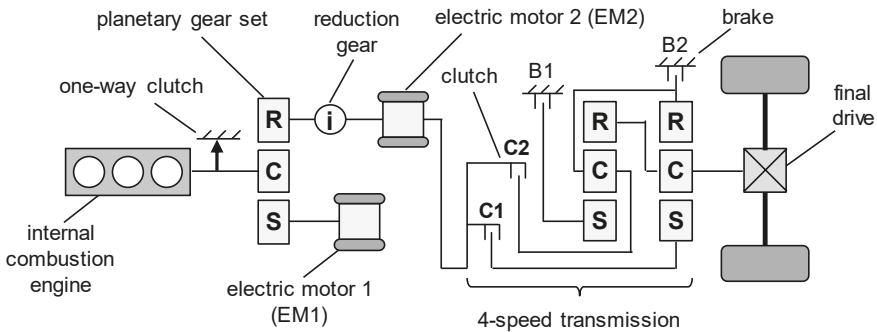 planetary gear set
reduction
gear
electric motor 2 (EM2)
brake
one-way clutch
clutch
B1
B2
final
drive
R
i
R
R
C
C2
C
C
S
C1
S
S
internal
combustion
engine
electric motor 1
(EM1)
4-speed transmission